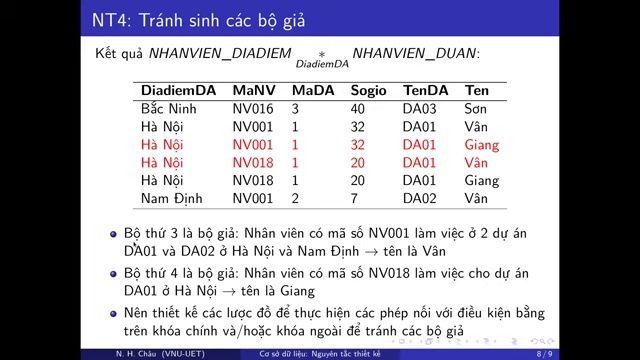 NT4: Tránh sinh các bộ giả
Kết quả NHANVIEN_DIADIEM * NHANVIEN_DUAN:
DiadiemDA
DiadiemDA MaNV MaDA Sogio TenDA Ten
Bắc Ninh NV016 3 40 DA03 Sơn
Hà Nội NV001 1 32 DA01 Vân
Hà Nội NV001 1 32 DA01 Giang
Hà Nội NV018 1 20 DA01 Vân
Hà Nội NV018 1 20 DA01 Giang
Nam Định NV001 2 7 DA02 Vân
Bộ thứ 3 là bộ giả: Nhân viên có mã số NV001 làm việc ở 2 dự án
DA01 và DA02 ở Hà Nội và Nam Định → tên là Vân
Bộ thứ 4 là bộ giả: Nhân viên có mã số NV018 làm việc cho dự án
DA01 ở Hà Nội → tên là Giang
Nên thiết kế các lược đồ để thực hiện các phép nối với điều kiện bằng
trên khóa chính và/hoặc khóa ngoài để tránh các bộ giả
N. H. Châu (VNU-UET) Cơ sở dữ liệu: Nguyên tắc thiết kế 8 / 9